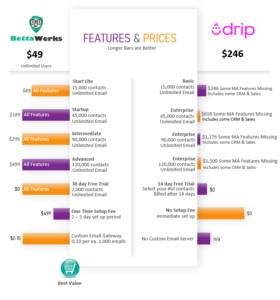 BettaWerks
$49
Unlimited Users
FEATURES & PRICES
Longer Bars are Better
drip
$246
Start Lite
15,000 contacts
Unlimited Email
$49 All Features
Basic
15,000 contacts
Unlimited Email
$246 Some MA Features Missing
Includes some CRM & Sales
Startup
45,000 contacts
Unlimited Email
$189 All Features
Enterprise
45,000 contacts
Unlimited Email
$618 Some MA Features Missing
Includes some CRM & Sales
Intermediate
90,000 contacts
Unlimited Email
$299 All Features
Enterprise
90,000 contacts
Unlimited Email
$1,176 Some MA Features Missing
Includes some CRM & Sales
Advanced
120,000 contacts
Unlimited Email
$499 All Features
Enterprise
120,000 contacts
Unlimited Email
$1,500 Some MA Features Missing
Includes some CRM & Sales
30 day Free Trial
2,000 contacts
Unlimited Email
$0 All Features
14 day Free Trial
Select your #of contacts
Billed after 14 days
$0
One Time Setup Fee
2 – 3 day set up period
$499
No Setup Fee
Immediate set up
$0
Custom Email Gateway
0.10 per ex. 1,000 emails
$0.10
No Custom Email Server
n/a
Best Value